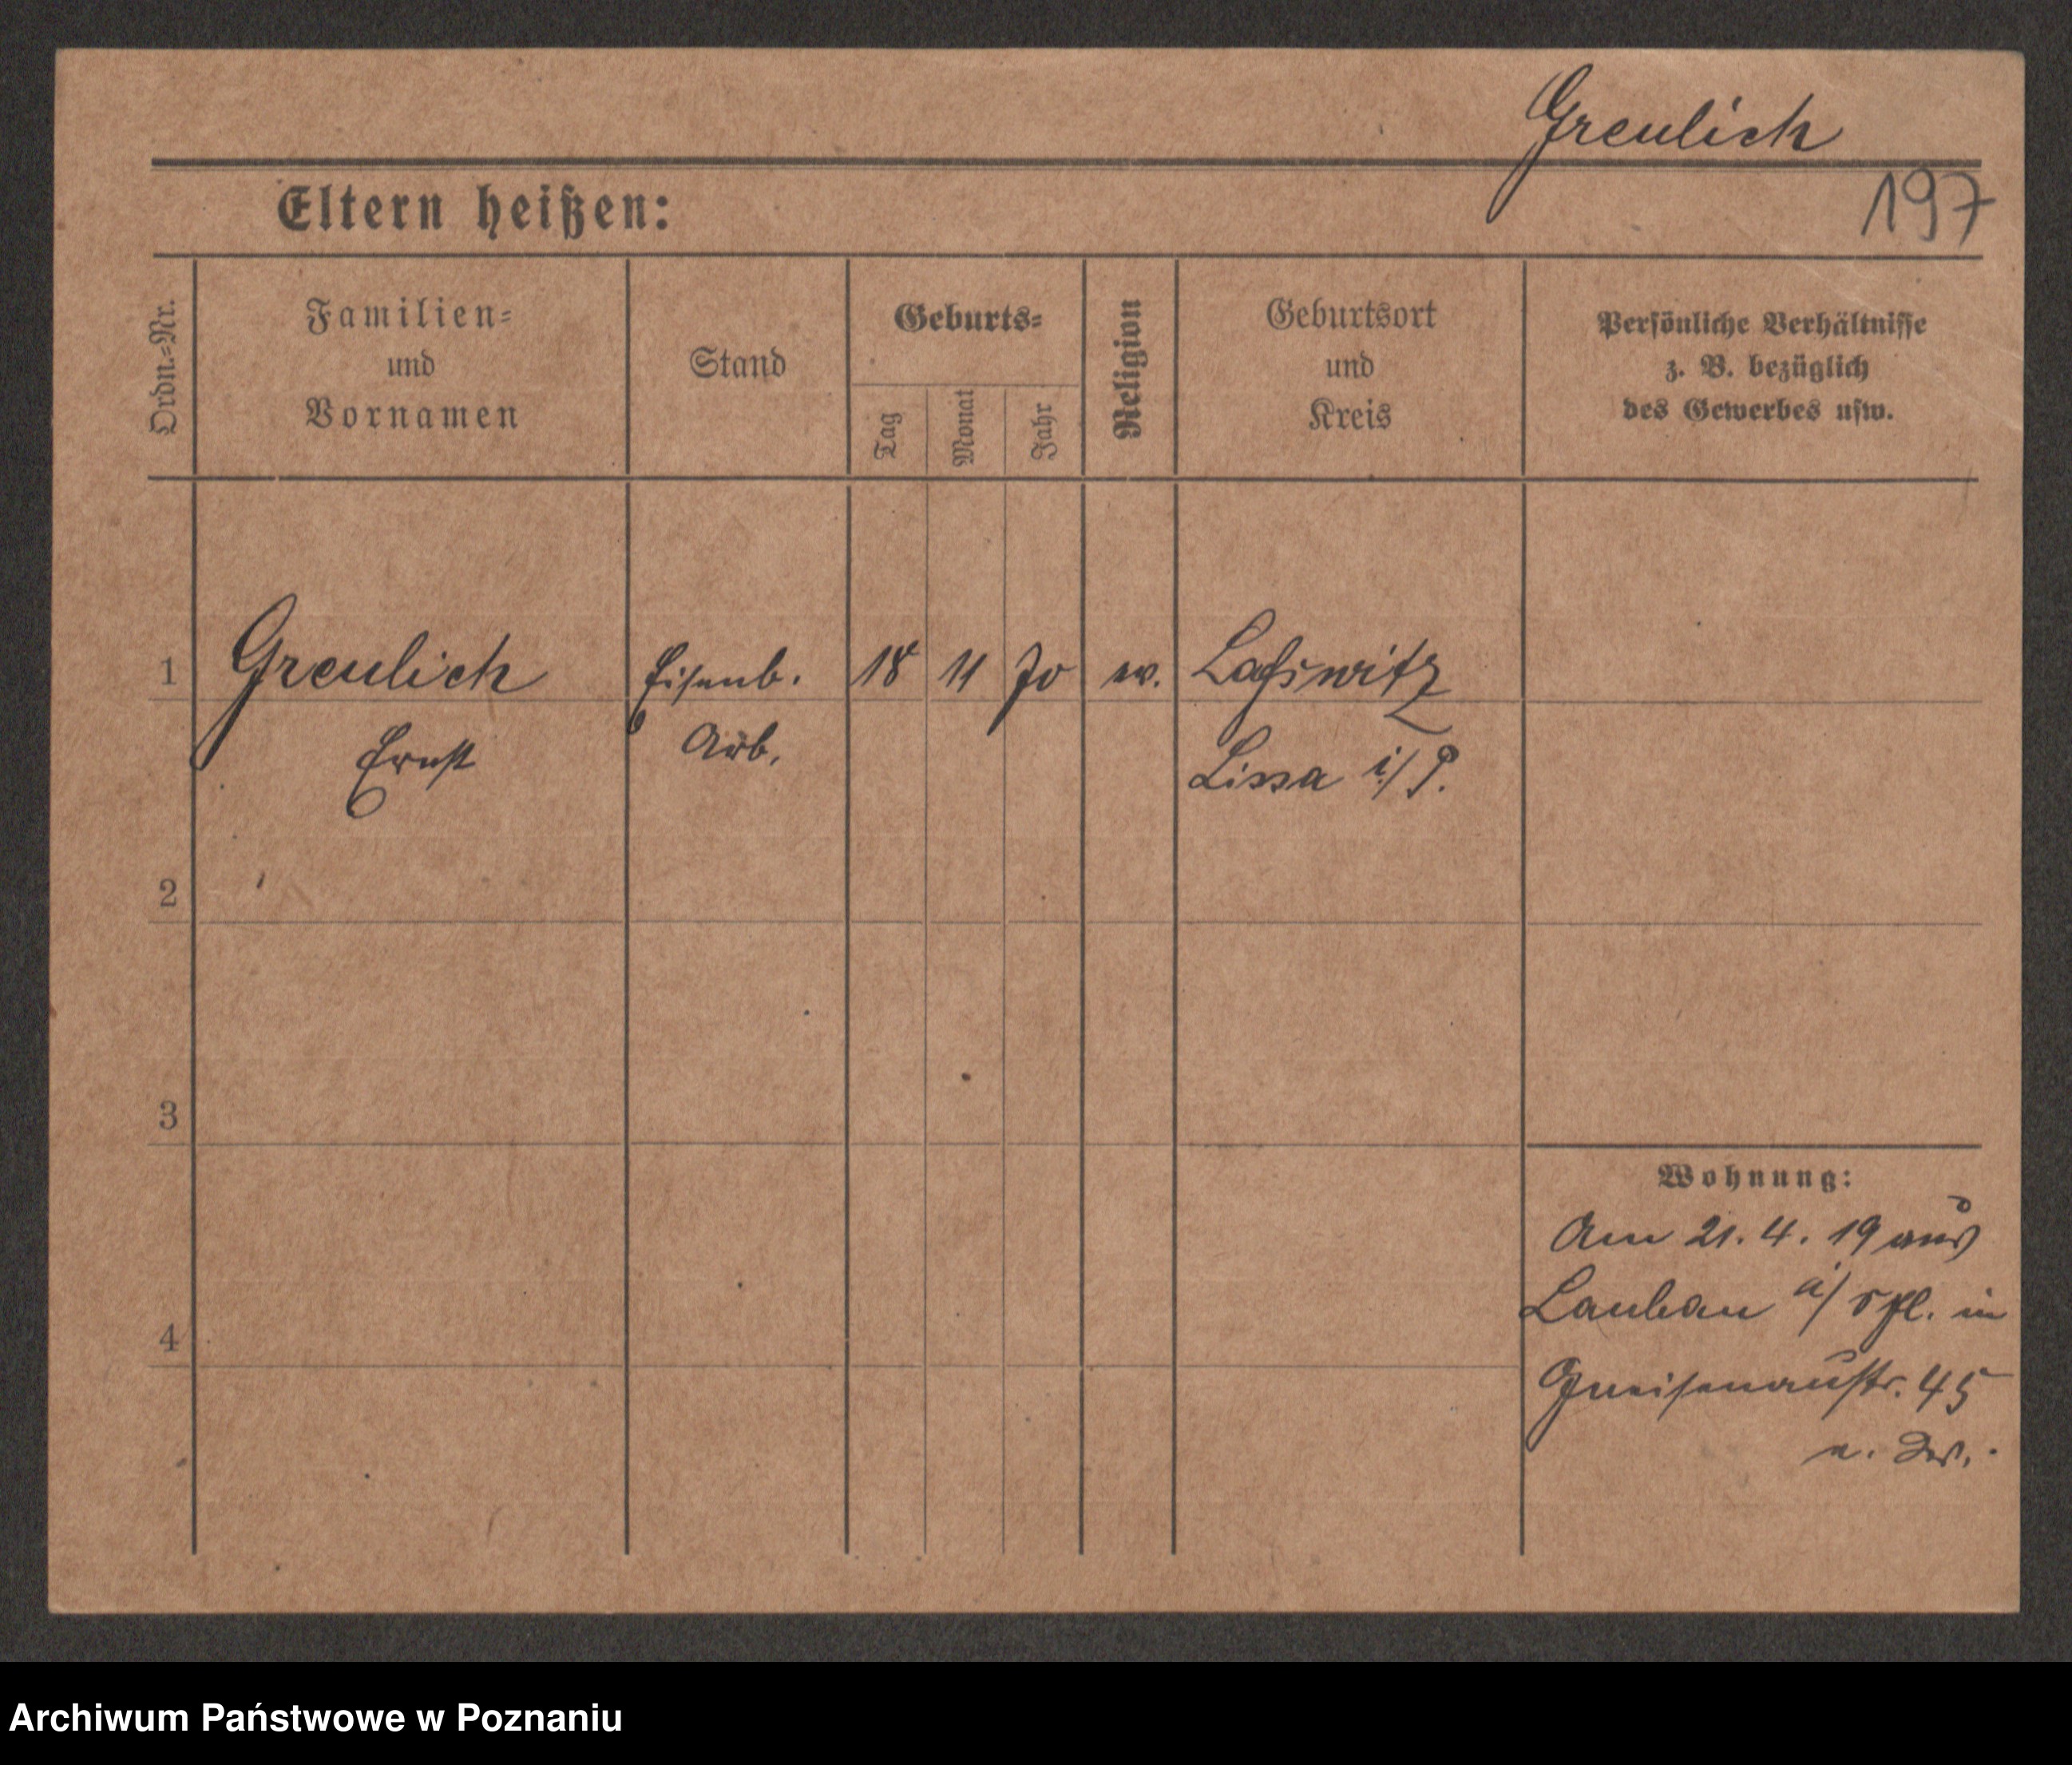 Greulich
197
Eltern heißen:
Ordn.-Nr.
Familien-
und
Vornamen
Stand
Geburts-
Tag
Monat
Jahr
Religion
Geburtsort
und
Kreis
Persönliche Verhältnisse
z. B. bezüglich
des Gewerbes usw.
1 Greulich Eisenb. 18 11 70 ev. Laßwitz
Ernst Arb. Lissa i/P.
2
3
4
Wohnung:
Am 21. 4. 19 aus
Lauban i/Schl. in
Gneisenaustr. 45
Archiwum Państwowe w Poznaniu